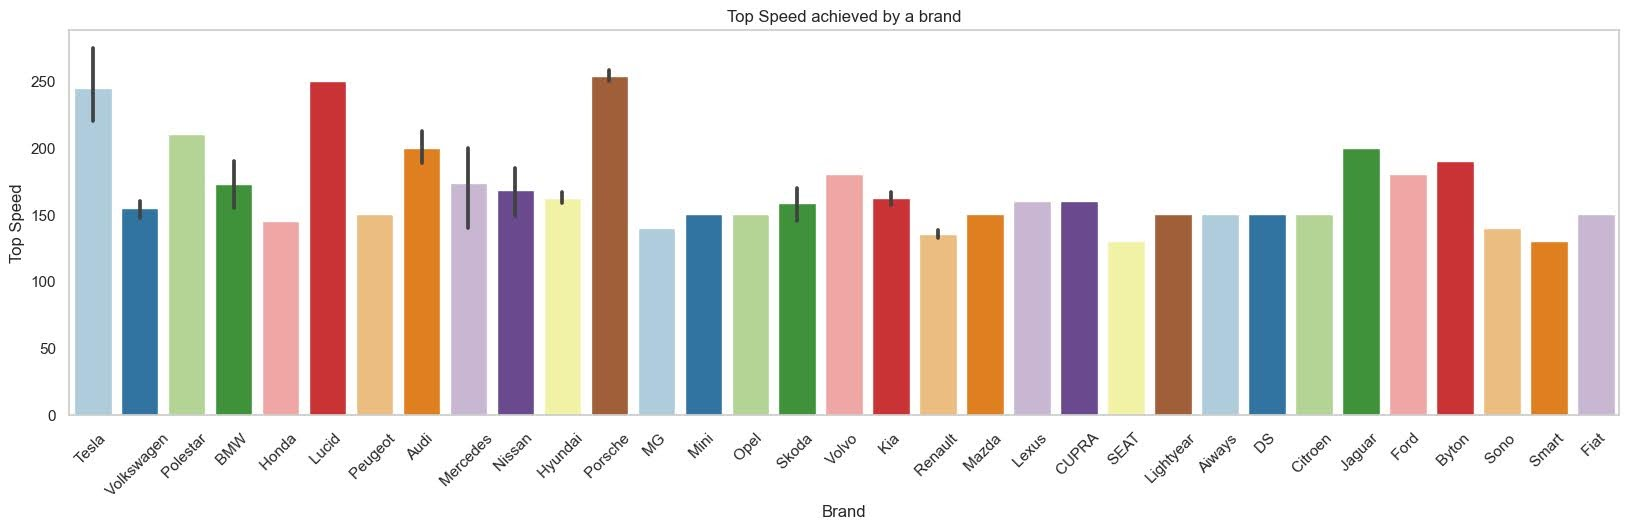 Top Speed achieved by a brand
Top Speed
250
200
150
100
50
0
Tesla
Volkswagen
Polestar
BMW
Honda
Lucid
Peugeot
Audi
Mercedes
Nissan
Hyundai
Porsche
MG
Mini
Opel
Skoda
Volvo
Kia
Renault
Mazda
Lexus
CUPRA
SEAT
Lightyear
Aiways
DS
Citroen
Jaguar
Ford
Byton
Sono
Smart
Fiat
Brand